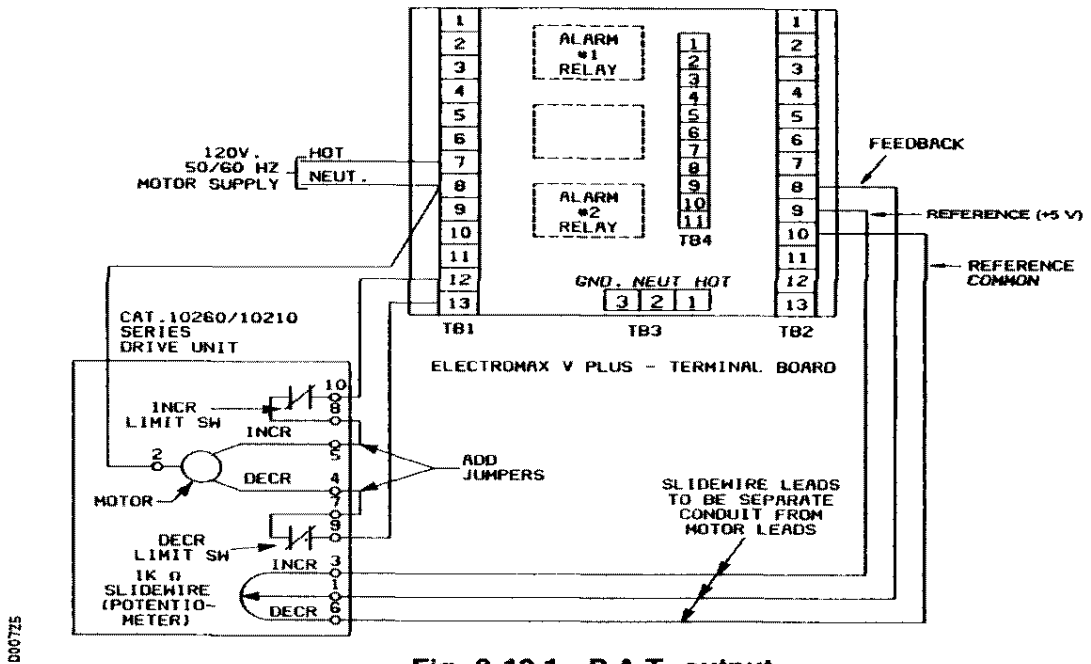 1
2
3
4
5
6
7
8
9
10
11
12
13
TB1
ALARM
#1
RELAY
ALARM
#2
RELAY
1
2
3
4
5
6
7
8
9
10
11
TB4
GND. NEUT HOT
3 2 1
TB3
1
2
3
4
5
6
7
8
9
10
11
12
13
TB2
120V.
50/60 HZ
MOTOR SUPPLY
HOT
NEUT.
FEEDBACK
REFERENCE (+5 V)
REFERENCE
COMMON
ELECTROMAX V PLUS - TERMINAL BOARD
CAT.10260/10210
SERIES
DRIVE UNIT
INCR
LIMIT SW
10
8
INCR
5
2
MOTOR
DECR
4
7
9
DECR
LIMIT SW
ADD
JUMPERS
SLIDEWIRE LEADS
TO BE SEPARATE
CONDUIT FROM
MOTOR LEADS
1K Ω
SLIDEWIRE
(POTENTIO-
METER)
INCR
3
1
DECR
6